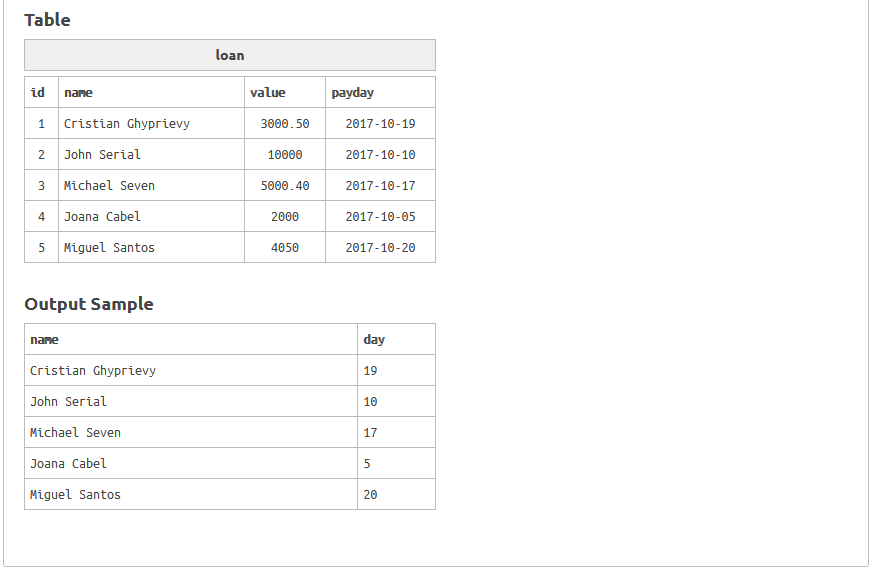 Table
loan
id name value payday
1 Cristian Ghyprievy 3000.50 2017-10-19
2 John Serial 10000 2017-10-10
3 Michael Seven 5000.40 2017-10-17
4 Joana Cabel 2000 2017-10-05
5 Miguel Santos 4050 2017-10-20
Output Sample
name day
Cristian Ghyprievy 19
John Serial 10
Michael Seven 17
Joana Cabel 5
Miguel Santos 20